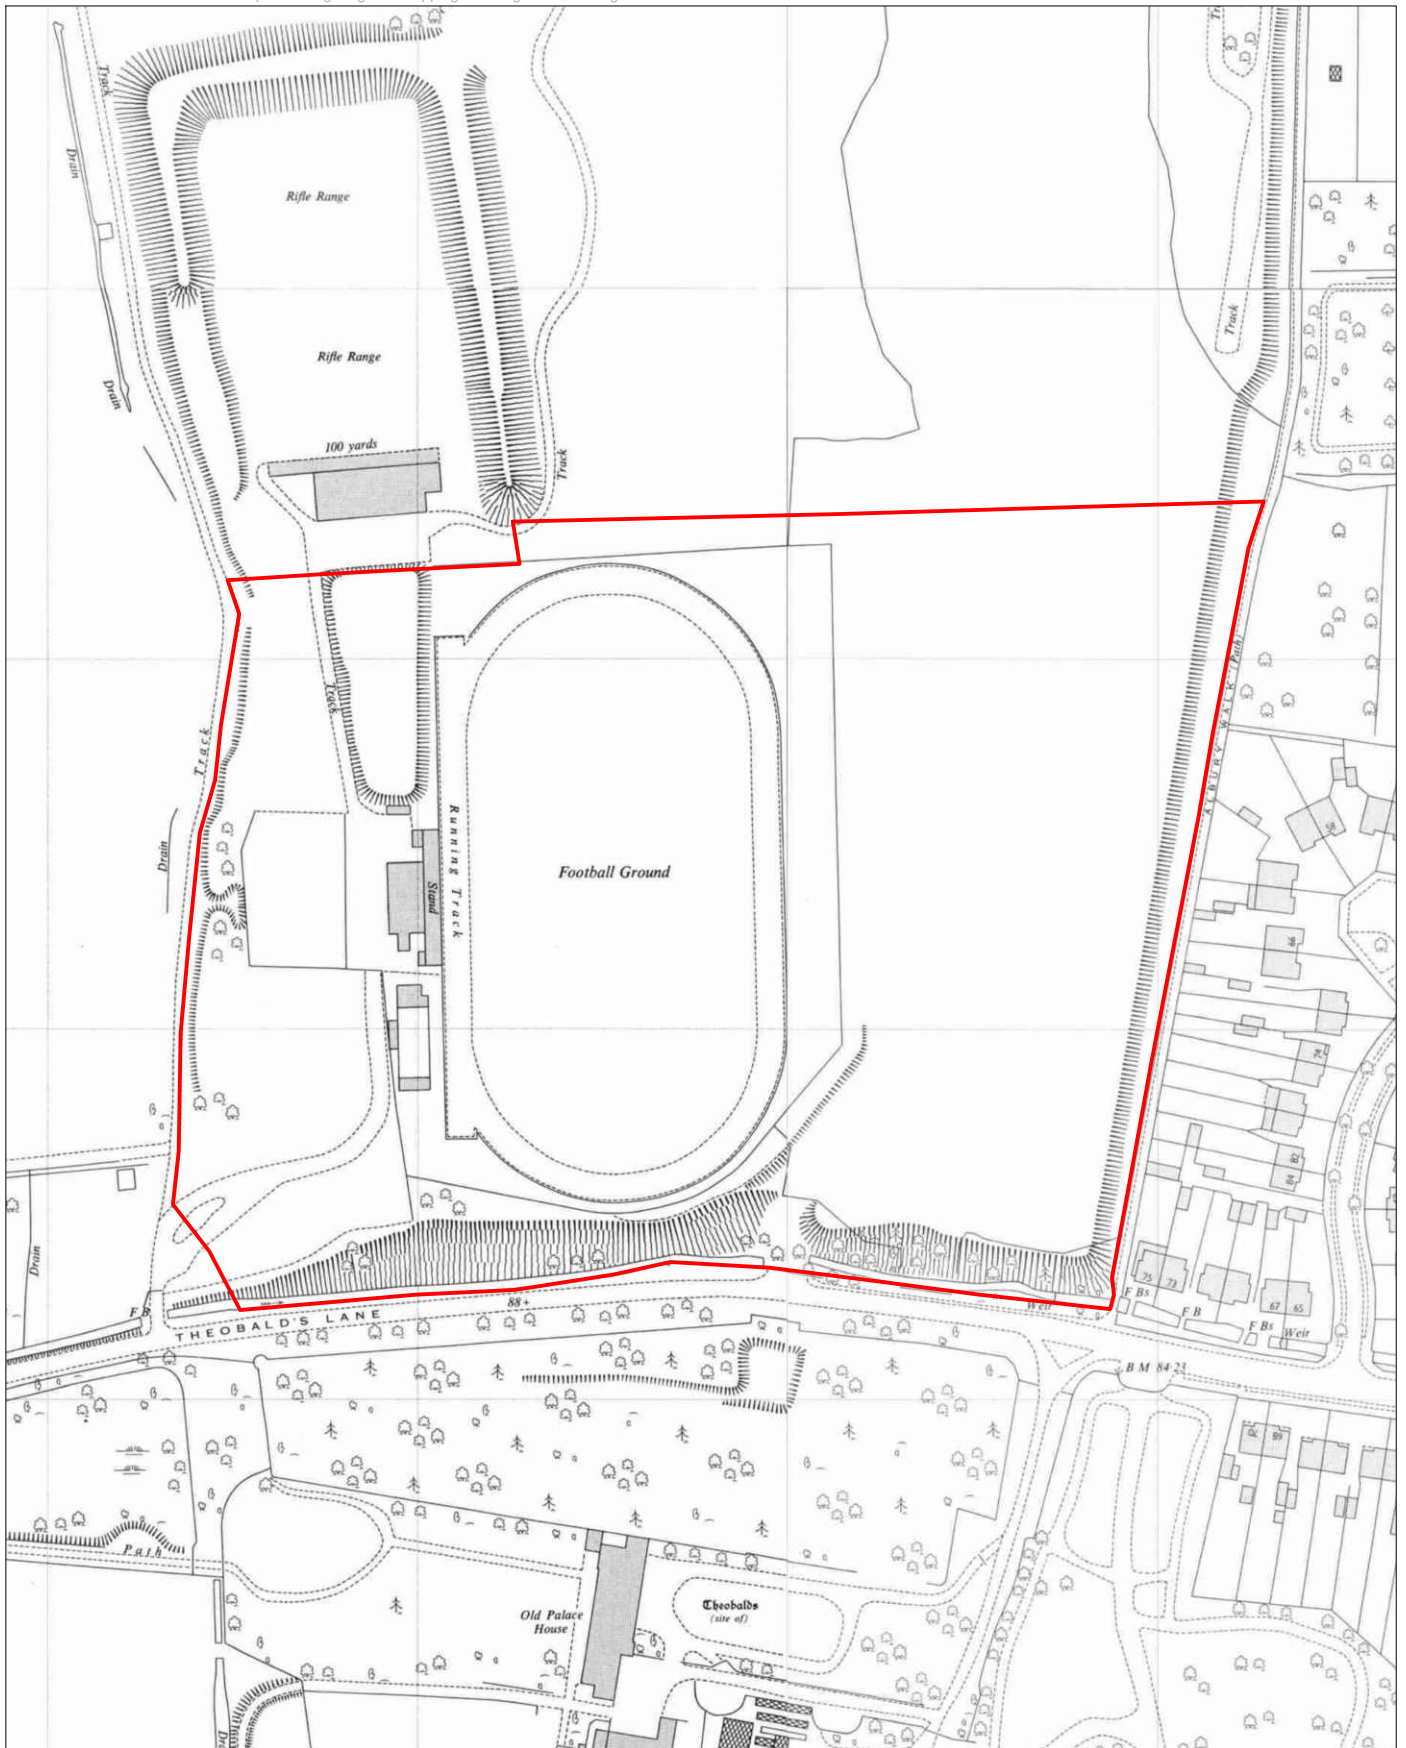 Track
Drain
Rifle Range
Rifle Range
Track
Drain
100 yards
Track
ALBURY WALK (Path)
Track
Track
58
Drain
Running Track
Stand
Football Ground
66
74
82
84
Drain
75
73
F Bs
F B
67
65
F B
88+
Weir
THEOBALD'S LANE
F Bs
Weir
B M 84·23
Path
Old Palace
House
Theobalds
(site of)